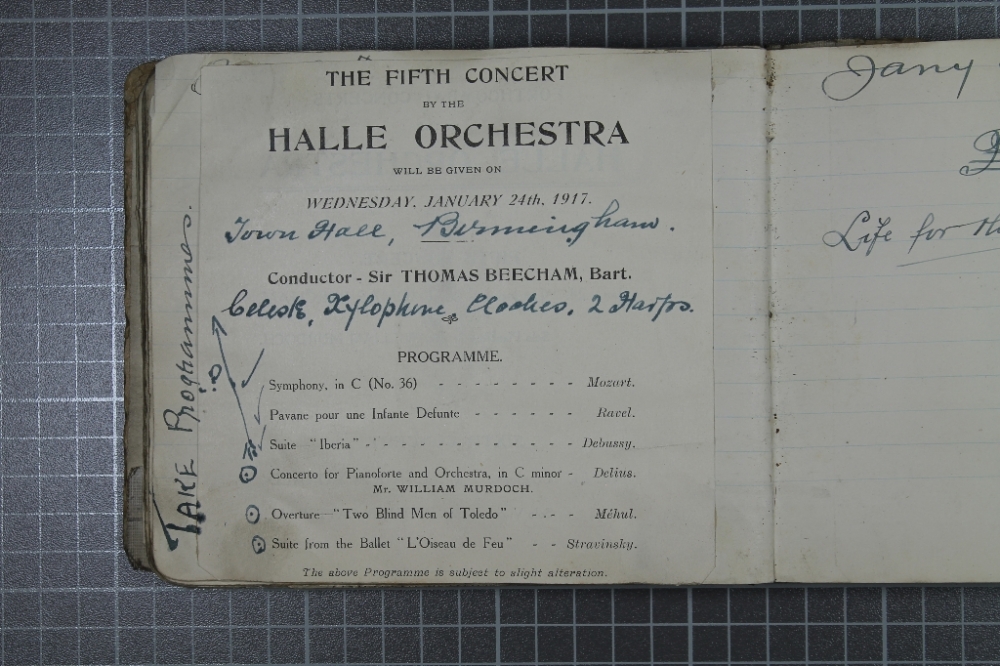 THE FIFTH CONCERT
BY THE
HALLE ORCHESTRA
WILL BE GIVEN ON
WEDNESDAY, JANUARY 24th, 1917.
Town Hall, Birmingham.
Conductor - Sir THOMAS BEECHAM, Bart.
Celeste, Xylophone, Cloches, 2 Harps.
PROGRAMME.
Symphony, in C (No. 36) - - - - - - - - Mozart.
Pavane pour une Infante Defunte - - - - - - Ravel.
Suite "Iberia" - - - - - - - - - - - - Debussy.
Concerto for Pianoforte and Orchestra, in C minor - Delius.
Mr. WILLIAM MURDOCH.
Overture "Two Blind Men of Toledo" - - - - Méhul.
Suite from the Ballet "L'Oiseau de Feu" - - Stravinsky.
The above Programme is subject to slight alteration.
TAKE Programmes.
Jany
Life for the